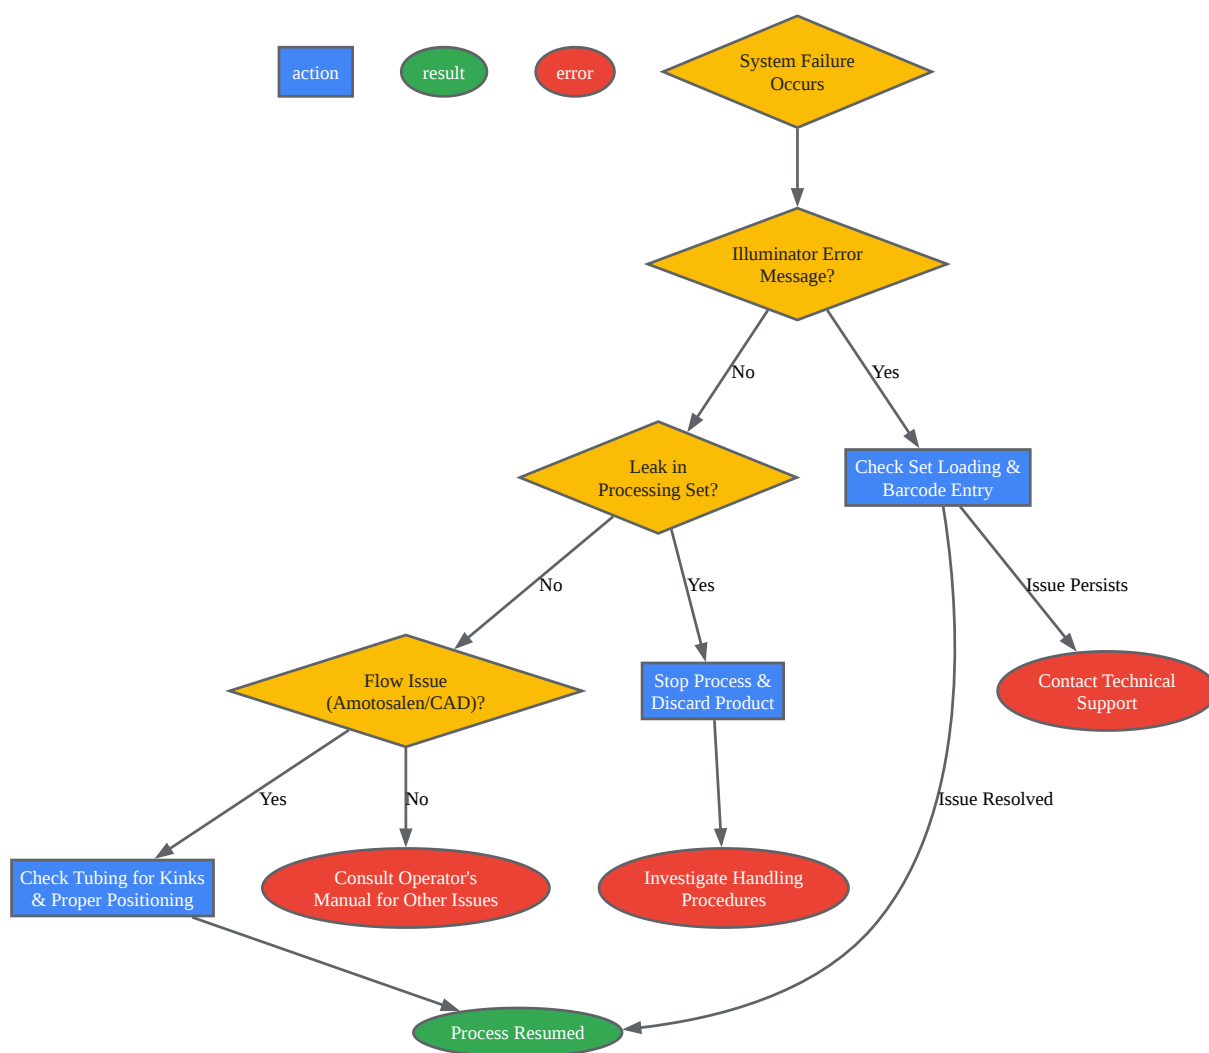 action
result
error
System Failure
Occurs
Illuminator Error
Message?
No
Yes
Leak in
Processing Set?
Check Set Loading &
Barcode Entry
No
Yes
Issue Persists
Flow Issue
(Amotosalen/CAD)?
Stop Process &
Discard Product
Contact Technical
Support
Yes
No
Issue Resolved
Check Tubing for Kinks
& Proper Positioning
Consult Operator's
Manual for Other Issues
Investigate Handling
Procedures
Process Resumed